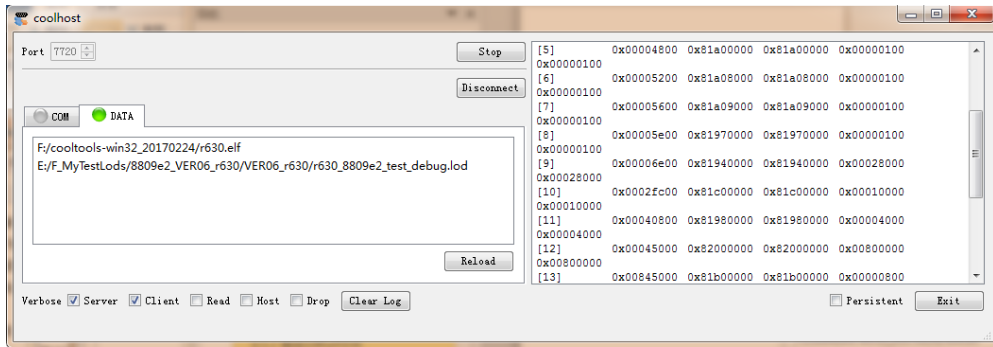 coolhost
Port 7720 Stop
Disconnect
COM DATA
F:/cooltools-win32_20170224/r630.elf
E:/F_MyTestLods/8809e2_VER06_r630/VER06_r630/r630_8809e2_test_debug.lod
Reload
[5] 0x00004800 0x81a00000 0x81a00000 0x00000100
0x00000100
[6] 0x00005200 0x81a08000 0x81a08000 0x00000100
0x00000100
[7] 0x00005600 0x81a09000 0x81a09000 0x00000100
0x00000100
[8] 0x00005e00 0x81970000 0x81970000 0x00000100
0x00000100
[9] 0x00006e00 0x81940000 0x81940000 0x00028000
0x00028000
[10] 0x0002fc00 0x81c00000 0x81c00000 0x00010000
0x00010000
[11] 0x00040800 0x81980000 0x81980000 0x00004000
0x00004000
[12] 0x00045000 0x82000000 0x82000000 0x00800000
0x00800000
[13] 0x00845000 0x81b00000 0x81b00000 0x00000800
Verbose Server Client Read Host Drop Clear Log Persistent Exit